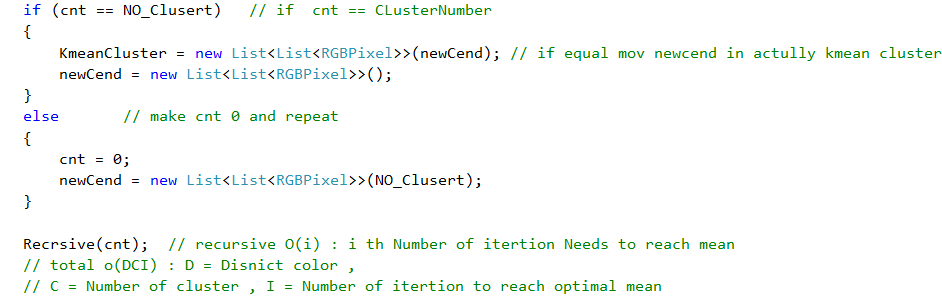 if (cnt == NO_Clusert)   // if  cnt == CLusterNumber
{
    KmeanCluster = new List<List<RGBPixel>>(newCend); // if equal mov newcend in actully kmean cluster
    newCend = new List<List<RGBPixel>>();
}
else       // make cnt 0 and repeat
{
    cnt = 0;
    newCend = new List<List<RGBPixel>>(NO_Clusert);
}
Recrsive(cnt);  // recursive O(i) : i th Number of itertion Needs to reach mean
// total o(DCI) : D = Disnict color ,
// C = Number of cluster , I = Number of itertion to reach optimal mean